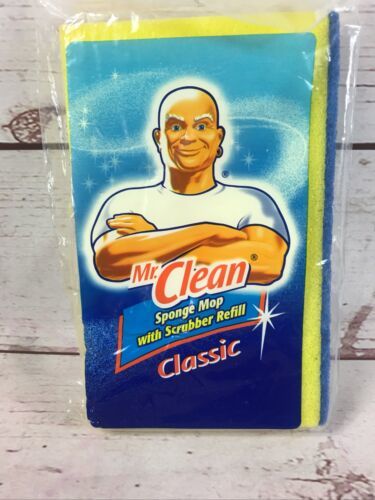 ®
Mr. Clean®
Sponge Mop
with Scrubber Refill
Classic